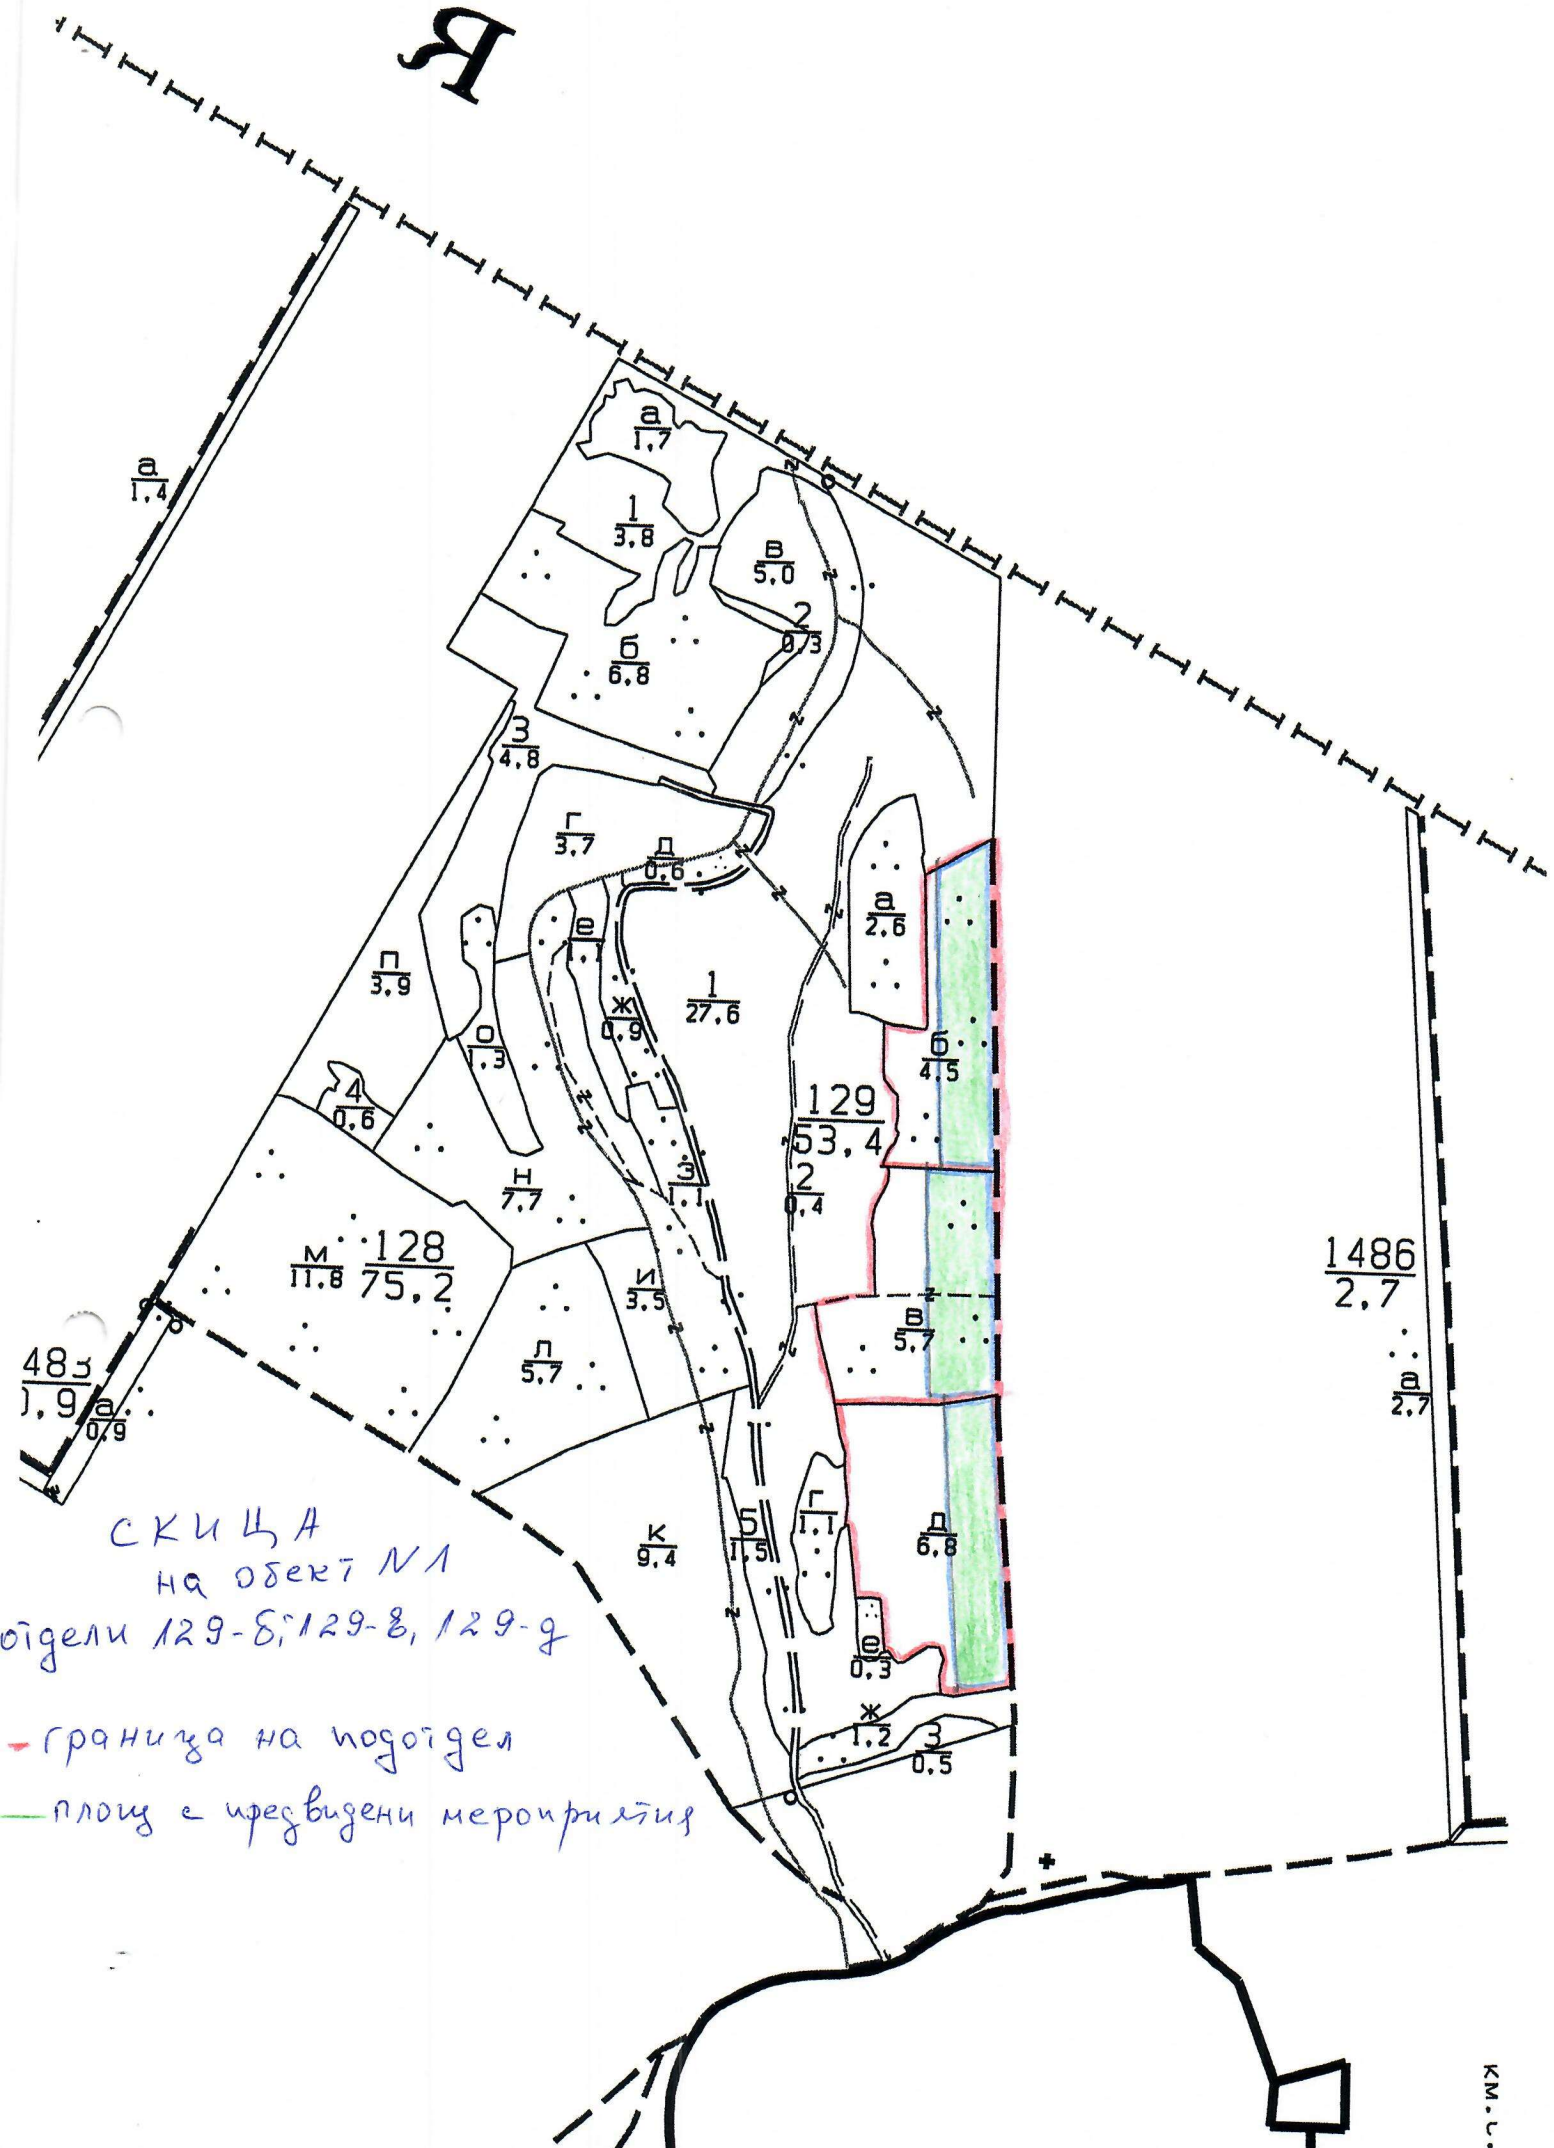 Я
а
1,4
а
1,7
1
3,8
в
5,0
2
0,3
б
6,8
3
4,8
г
3,7
д
0,6
а
2,6
е
1,1
п
3,9
ж
0,9
1
27,6
о
1,3
б
4,5
4
0,6
129
53,4
н
7,7
з
1,1
2
0,4
м
11,8
128
75,2
и
3,5
1486
2,7
в
5,7
л
5,7
483
,9
а
0,9
а
2,7
г
1,1
к
9,4
5
1,5
д
6,8
СКИЦА
на обект N1
отдели 129-б; 129-в, 129-д
е
0,3
ж
1,2
3
0,5
- граница на подотдел
— площ с предвидени мероприятия
км.